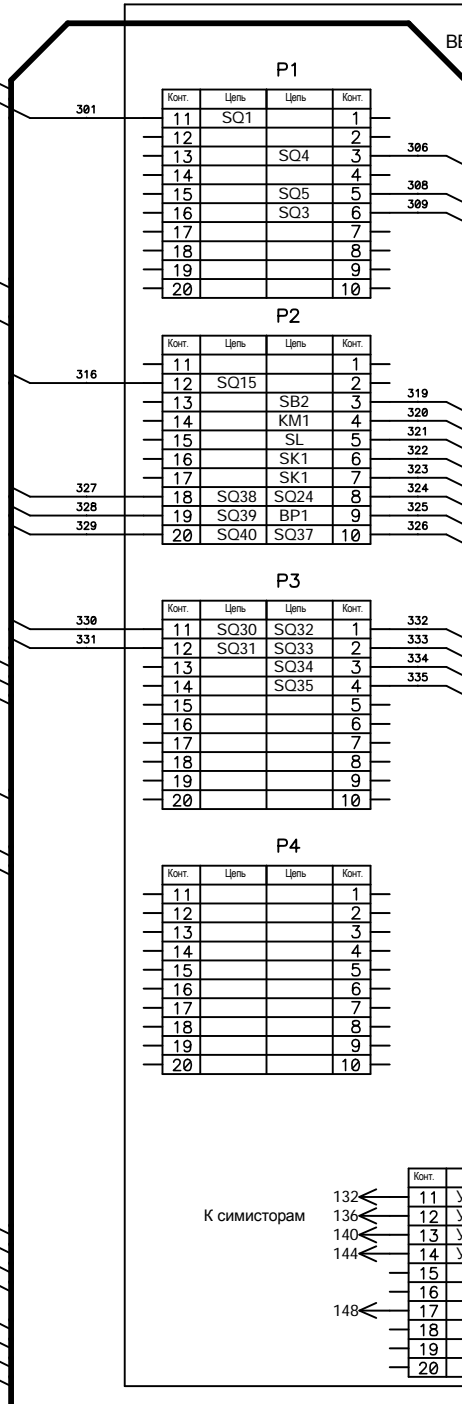 ВЕ
P1
Конт. Цепь Цепь Конт.
301 11 SQ1 1
12 2
13 SQ4 3 306
14 4
15 SQ5 5 308
16 SQ3 6 309
17 7
18 8
19 9
20 10
P2
Конт. Цепь Цепь Конт.
11 1
316 12 SQ15 2
13 SB2 3 319
14 KM1 4 320
15 SL 5 321
16 SK1 6 322
17 SK1 7 323
327 18 SQ38 SQ24 8 324
328 19 SQ39 BP1 9 325
329 20 SQ40 SQ37 10 326
P3
Конт. Цепь Цепь Конт.
330 11 SQ30 SQ32 1 332
331 12 SQ31 SQ33 2 333
13 SQ34 3 334
14 SQ35 4 335
15 5
16 6
17 7
18 8
19 9
20 10
P4
Конт. Цепь Цепь Конт.
11 1
12 2
13 3
14 4
15 5
16 6
17 7
18 8
19 9
20 10
Конт.
К симисторам 132 11
136 12
140 13
144 14
15
16
148 17
18
19
20